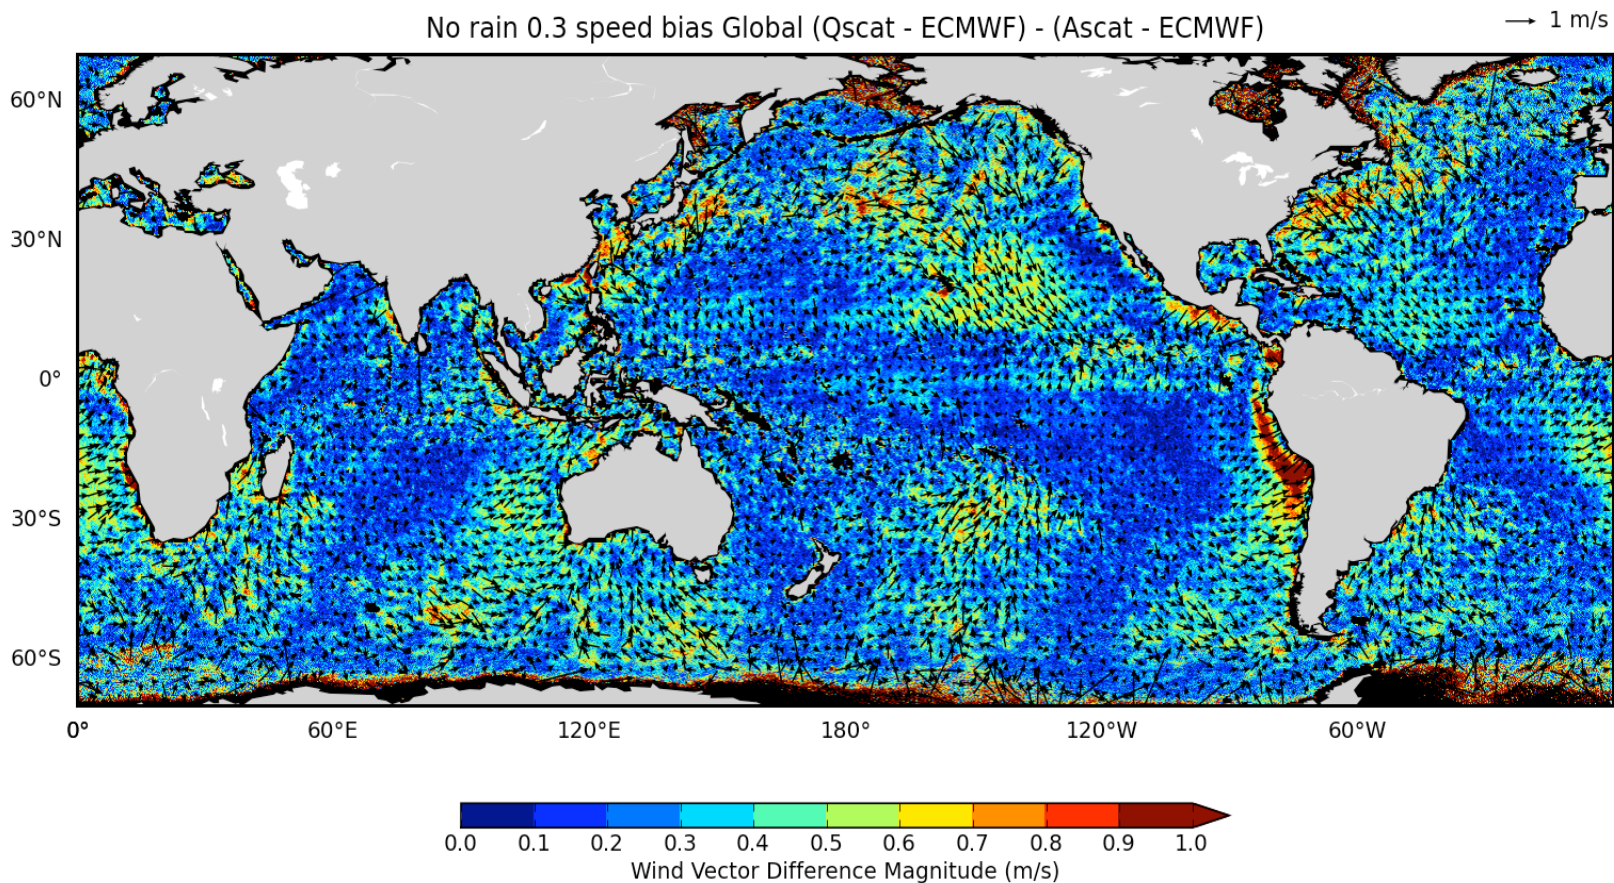 No rain 0.3 speed bias Global (Qscat - ECMWF) - (Ascat - ECMWF)
1 m/s
60°N
30°N
0°
30°S
60°S
0° 60°E 120°E 180° 120°W 60°W
0.0 0.1 0.2 0.3 0.4 0.5 0.6 0.7 0.8 0.9 1.0
Wind Vector Difference Magnitude (m/s)